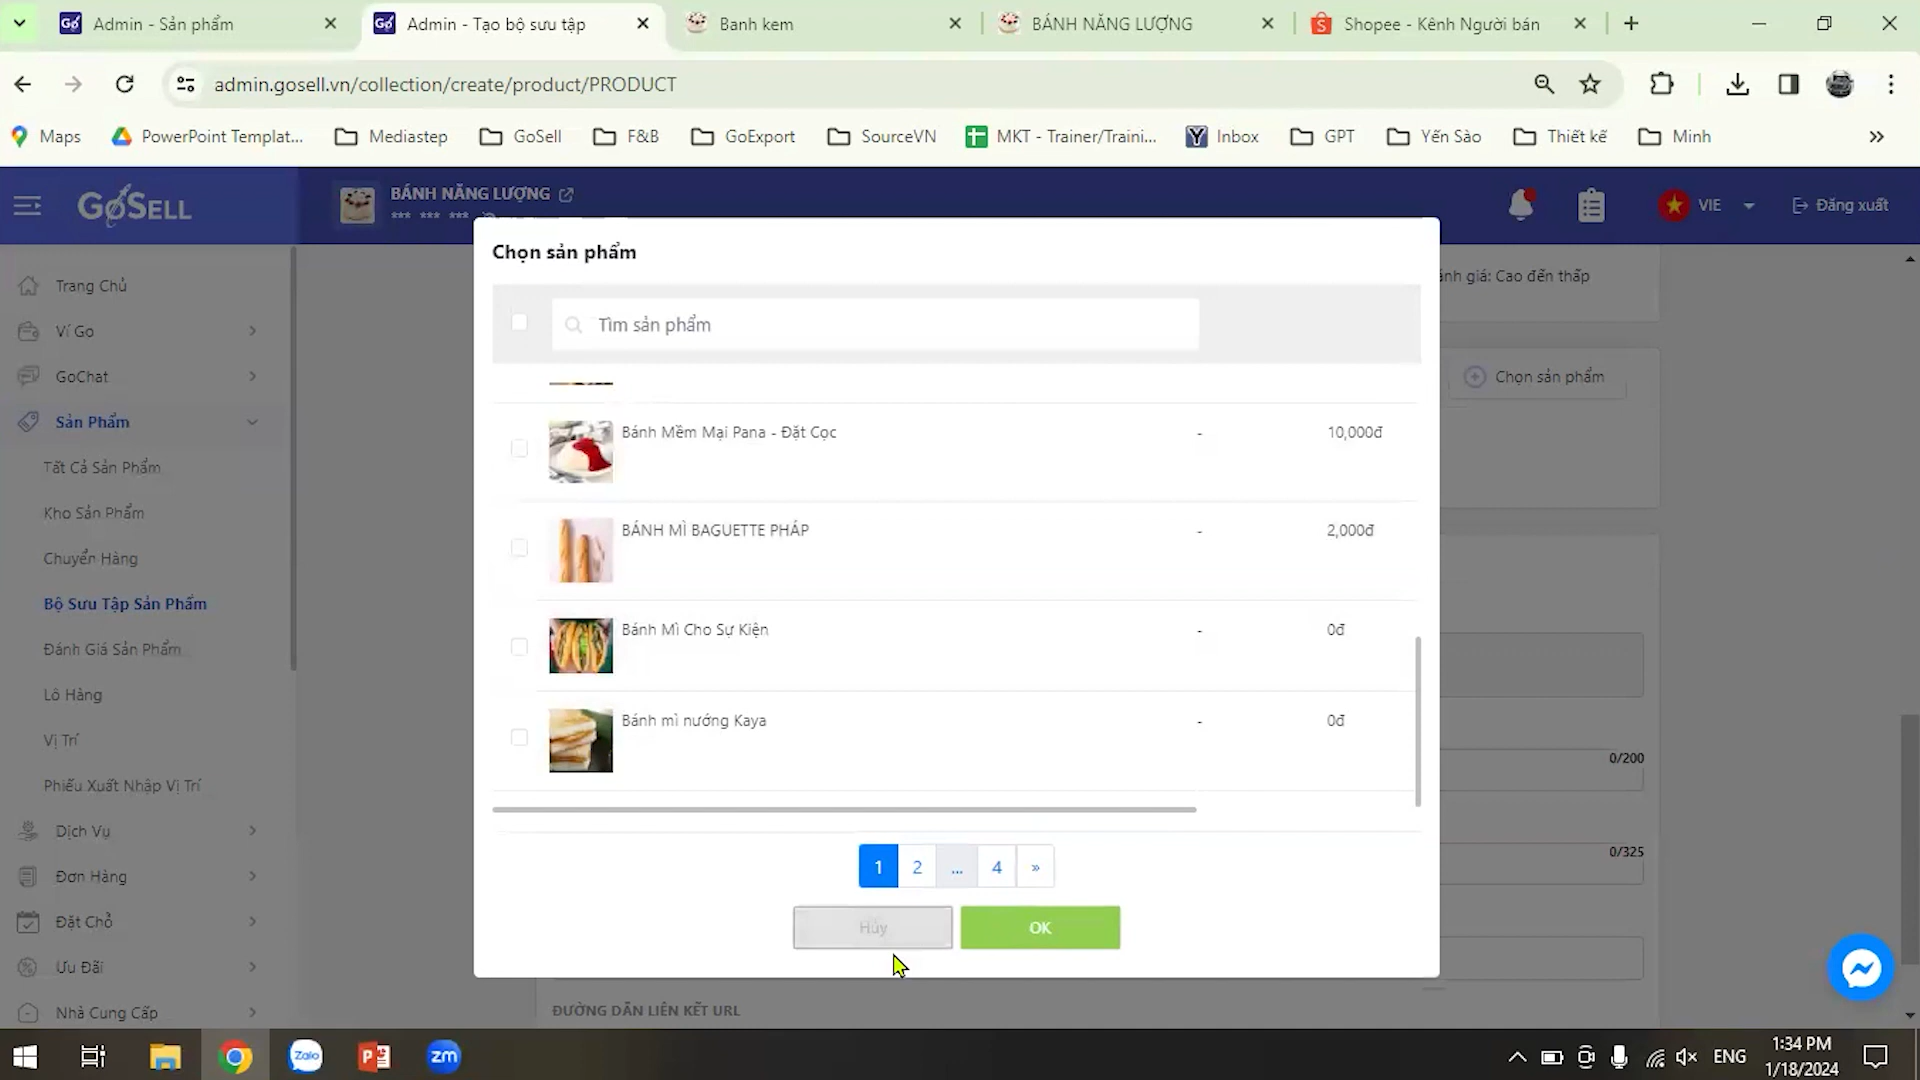 Admin - Sản phẩm
Admin - Tạo bộ sưu tập
Banh kem
BÁNH NĂNG LƯỢNG
Shopee - Kênh Người bán
admin.gosell.vn/collection/create/product/PRODUCT
Maps
PowerPoint Templat...
Mediastep
GoSell
F&B
GoExport
SourceVN
MKT - Trainer/Traini...
Inbox
GPT
Yến Sào
Thiết kế
Minh
GOSELL
BÁNH NĂNG LƯỢNG
*** *** ***
VIE
Đăng xuất
Trang Chủ
Ví Go
GoChat
Sản Phẩm
Tất Cả Sản Phẩm
Kho Sản Phẩm
Chuyển Hàng
Bộ Sưu Tập Sản Phẩm
Đánh Giá Sản Phẩm
Lô Hàng
Vị Trí
Phiếu Xuất Nhập Vị Trí
Dịch Vụ
Đơn Hàng
Đặt Chỗ
Ưu Đãi
Nhà Cung Cấp
Chọn sản phẩm
Tìm sản phẩm
Bánh Mềm Mại Pana - Đặt Cọc - 10,000đ
BÁNH MÌ BAGUETTE PHÁP - 2,000đ
Bánh Mì Cho Sự Kiện - 0đ
Bánh mì nướng Kaya - 0đ
1 2 ... 4 »
Hủy
OK
ánh giá: Cao đến thấp
Chọn sản phẩm
0/200
0/325
ĐƯỜNG DẪN LIÊN KẾT URL
Zalo
zm
ENG
1:34 PM
1/18/2024